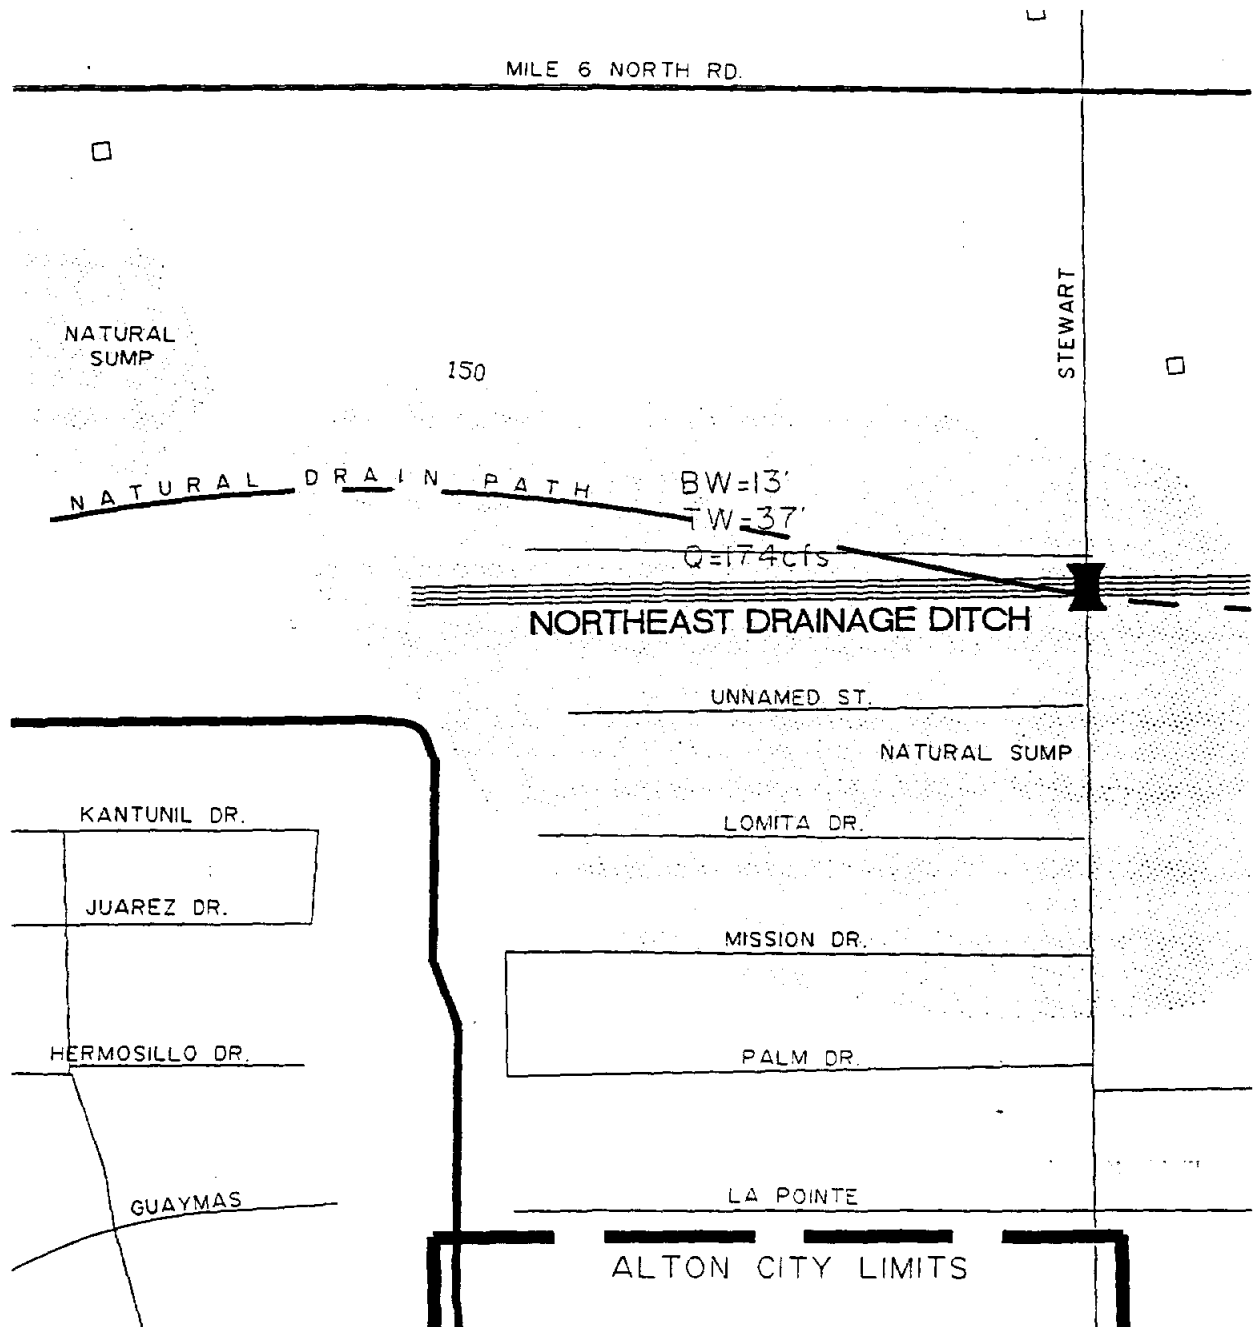 MILE 6 NORTH RD.
STEWART
NATURAL
SUMP
150
NATURAL DRAIN PATH
BW=13'
TW=37'
Q=174cfs
NORTHEAST DRAINAGE DITCH
UNNAMED ST.
NATURAL SUMP
KANTUNIL DR.
LOMITA DR.
JUAREZ DR.
MISSION DR.
HERMOSILLO DR.
PALM DR.
GUAYMAS
LA POINTE
ALTON CITY LIMITS